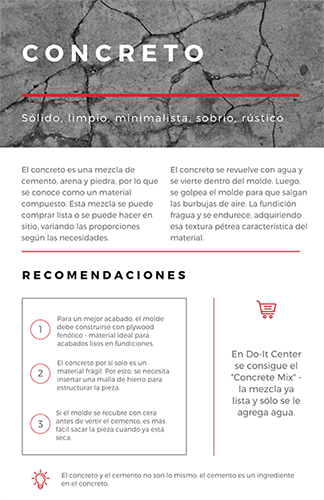 CONCRETO
Sólido, limpio, minimalista, sobrio, rústico
El concreto es una mezcla de
cemento, arena y piedra, por lo que
se conoce como un material
compuesto. Esta mezcla se puede
comprar lista o se puede hacer en
sitio, variando las proporciones
según las necesidades.
El concreto se revuelve con agua y
se vierte dentro del molde. Luego,
se golpea el molde para que salgan
las burbujas de aire. La fundición
fragua y se endurece, adquiriendo
esa textura pétrea característica del
material.
RECOMENDACIONES
1
Para un mejor acabado, el molde
debe construirse con plywood
fenólico - material ideal para
acabados lisos en fundiciones.
2
El concreto por sí solo es un
material frágil. Por esto, se necesita
insertar una malla de hierro para
estructurar la pieza.
3
Si el molde se recubre con cera
antes de vertir el cemento, es más
fácil sacar la pieza cuando ya está
seca.
En Do-It Center
se consigue el
"Concrete Mix" -
la mezcla ya
lista y sólo se le
agrega agua.
El concreto y el cemento no son lo mismo; el cemento es un ingrediente
en el concreto.